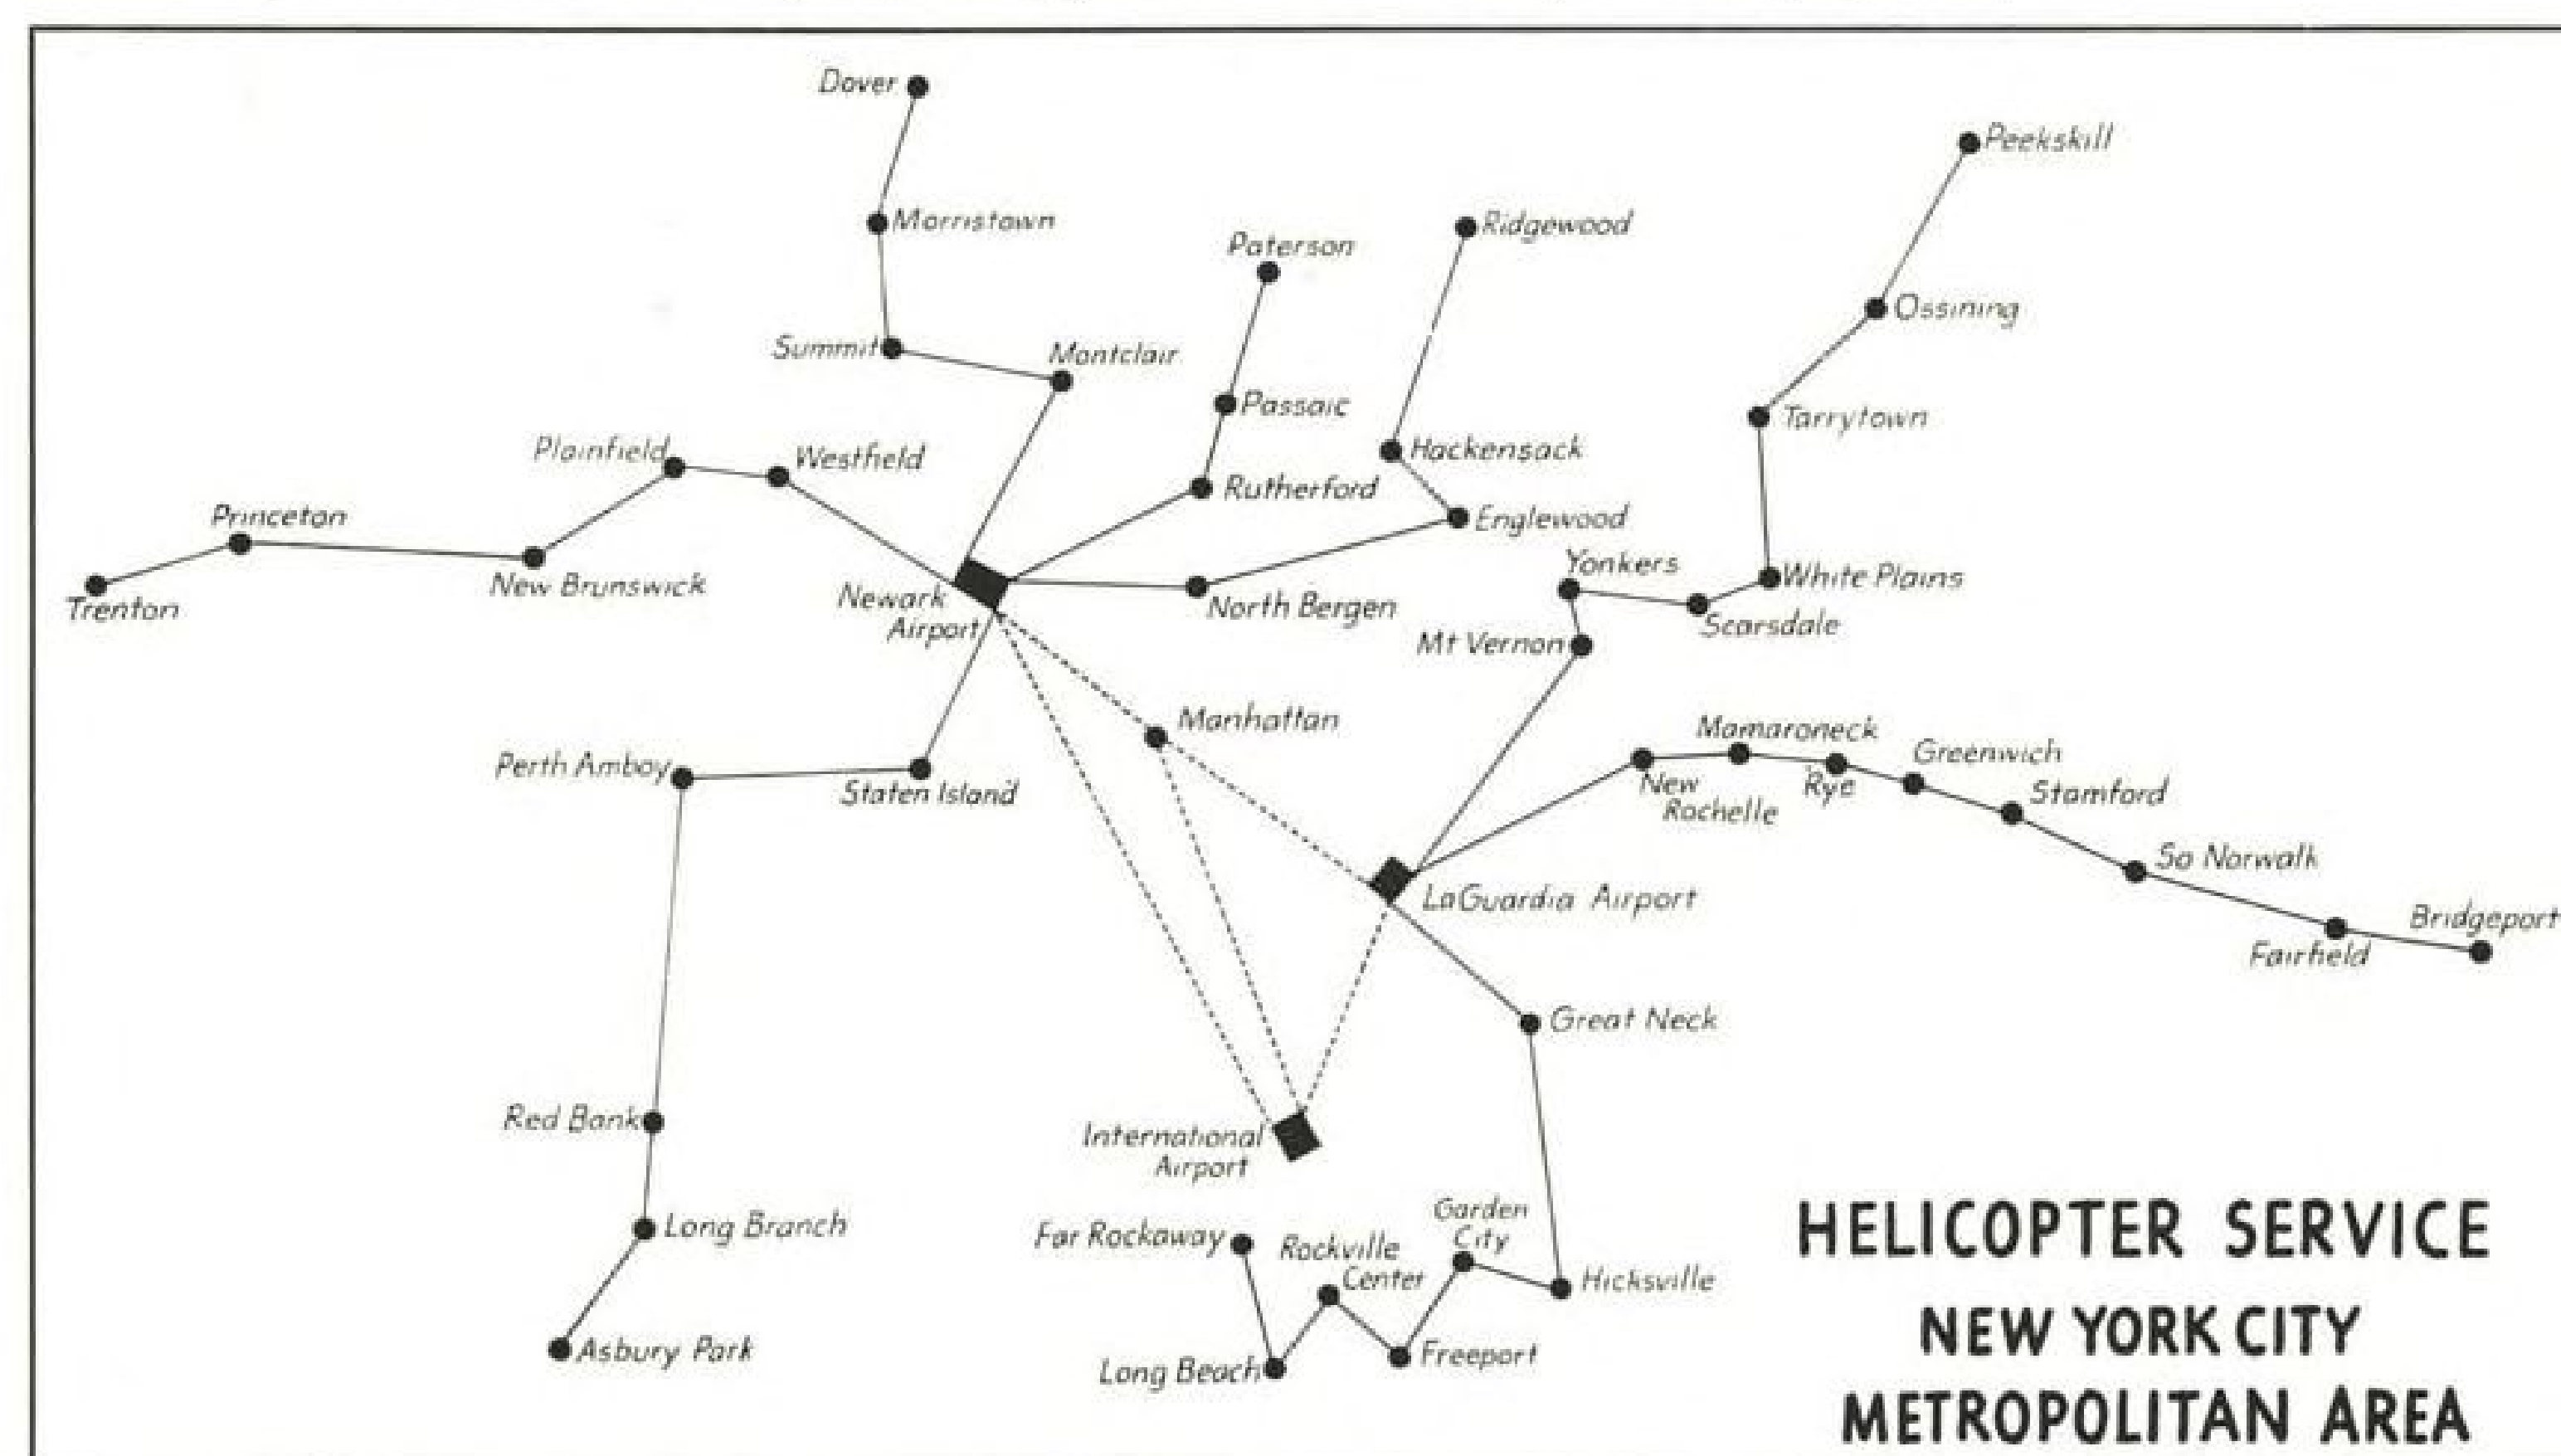 Dover
Peekskill
Morristown
Ridgewood
Paterson
Ossining
Summit
Montclair
Passaic
Tarrytown
Plainfield
Westfield
Hackensack
Rutherford
Princeton
Englewood
Yonkers
New Brunswick
White Plains
Trenton
Newark
Airport
North Bergen
Scarsdale
Mt Vernon
Manhattan
Mamaroneck
Greenwich
Perth Amboy
Staten Island
New
Rochelle
Rye
Stamford
So Norwalk
LaGuardia Airport
Bridgeport
Fairfield
Great Neck
Red Bank
International
Airport
Long Branch
Far Rockaway
Rockville
Center
Garden
City
Hicksville
Asbury Park
Long Beach
Freeport
HELICOPTER SERVICE
NEW YORK CITY
METROPOLITAN AREA